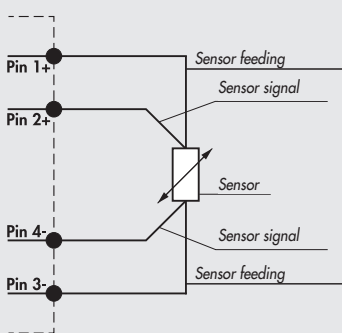 Sensor feeding
Pin 1+
Sensor signal
Pin 2+
Sensor
Pin 4-
Sensor signal
Sensor feeding
Pin 3-